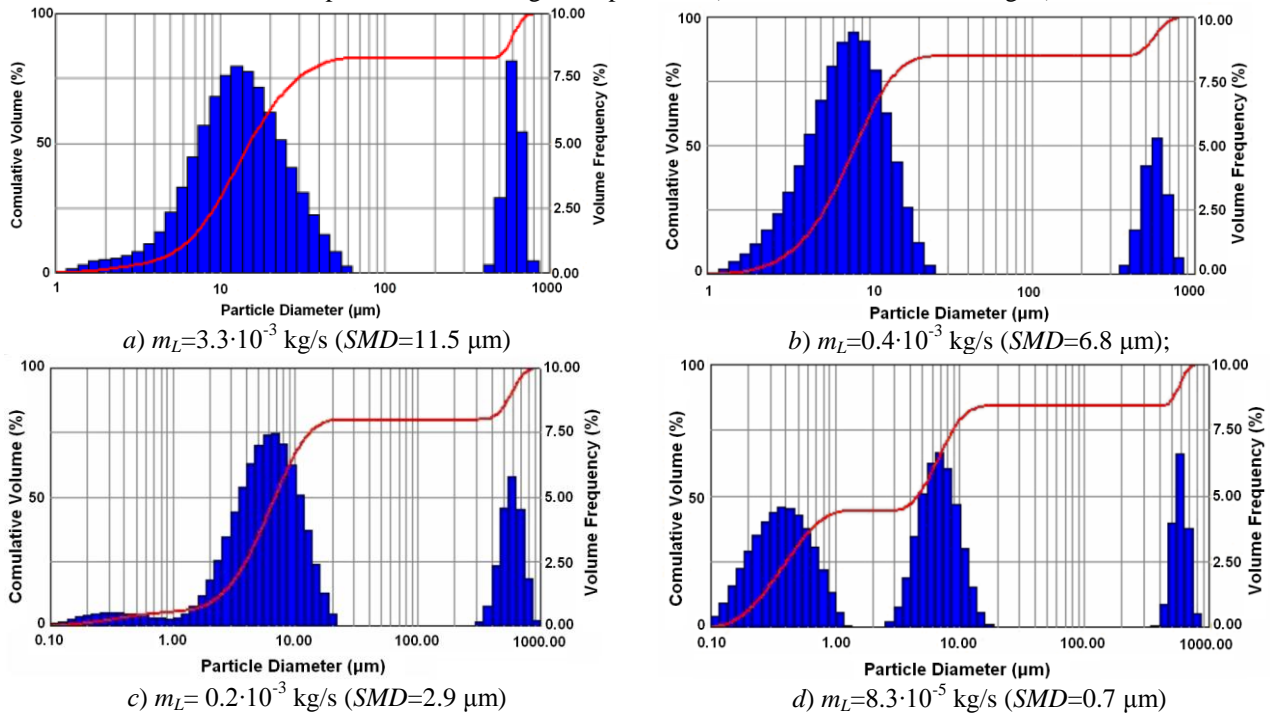 100
50
0
Comulative Volume (%)
10.00
7.50
5.00
2.50
0.00
Volume Frequency (%)
1 10 100 1000
Particle Diameter (µm)
a) m_L=3.3·10⁻³ kg/s (SMD=11.5 µm)
100
50
0
Comulative Volume (%)
10.00
7.50
5.00
2.50
0.00
Volume Frequency (%)
1 10 100 1000
Particle Diameter (µm)
b) m_L=0.4·10⁻³ kg/s (SMD=6.8 µm);
100
50
0
Comulative Volume (%)
10.00
7.50
5.00
2.50
0.00
Volume Frequency (%)
0.10 1.00 10.00 100.00 1000.00
Particle Diameter (µm)
c) m_L= 0.2·10⁻³ kg/s (SMD=2.9 µm)
100
50
0
Comulative Volume (%)
10.00
7.50
5.00
2.50
0.00
Volume Frequency (%)
0.10 1.00 10.00 100.00 1000.00
Particle Diameter (µm)
d) m_L=8.3·10⁻⁵ kg/s (SMD=0.7 µm)